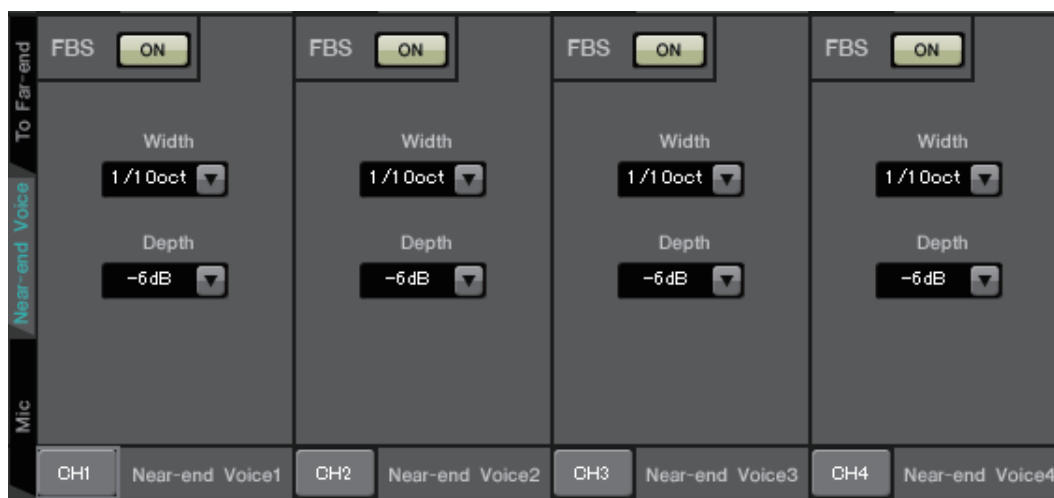 To Far-end
Near-end Voice
Mic
FBS ON FBS ON FBS ON FBS ON
Width Width Width Width
1/10oct 1/10oct 1/10oct 1/10oct
Depth Depth Depth Depth
-6dB -6dB -6dB -6dB
CH1 Near-end Voice1 CH2 Near-end Voice2 CH3 Near-end Voice3 CH4 Near-end Voice4